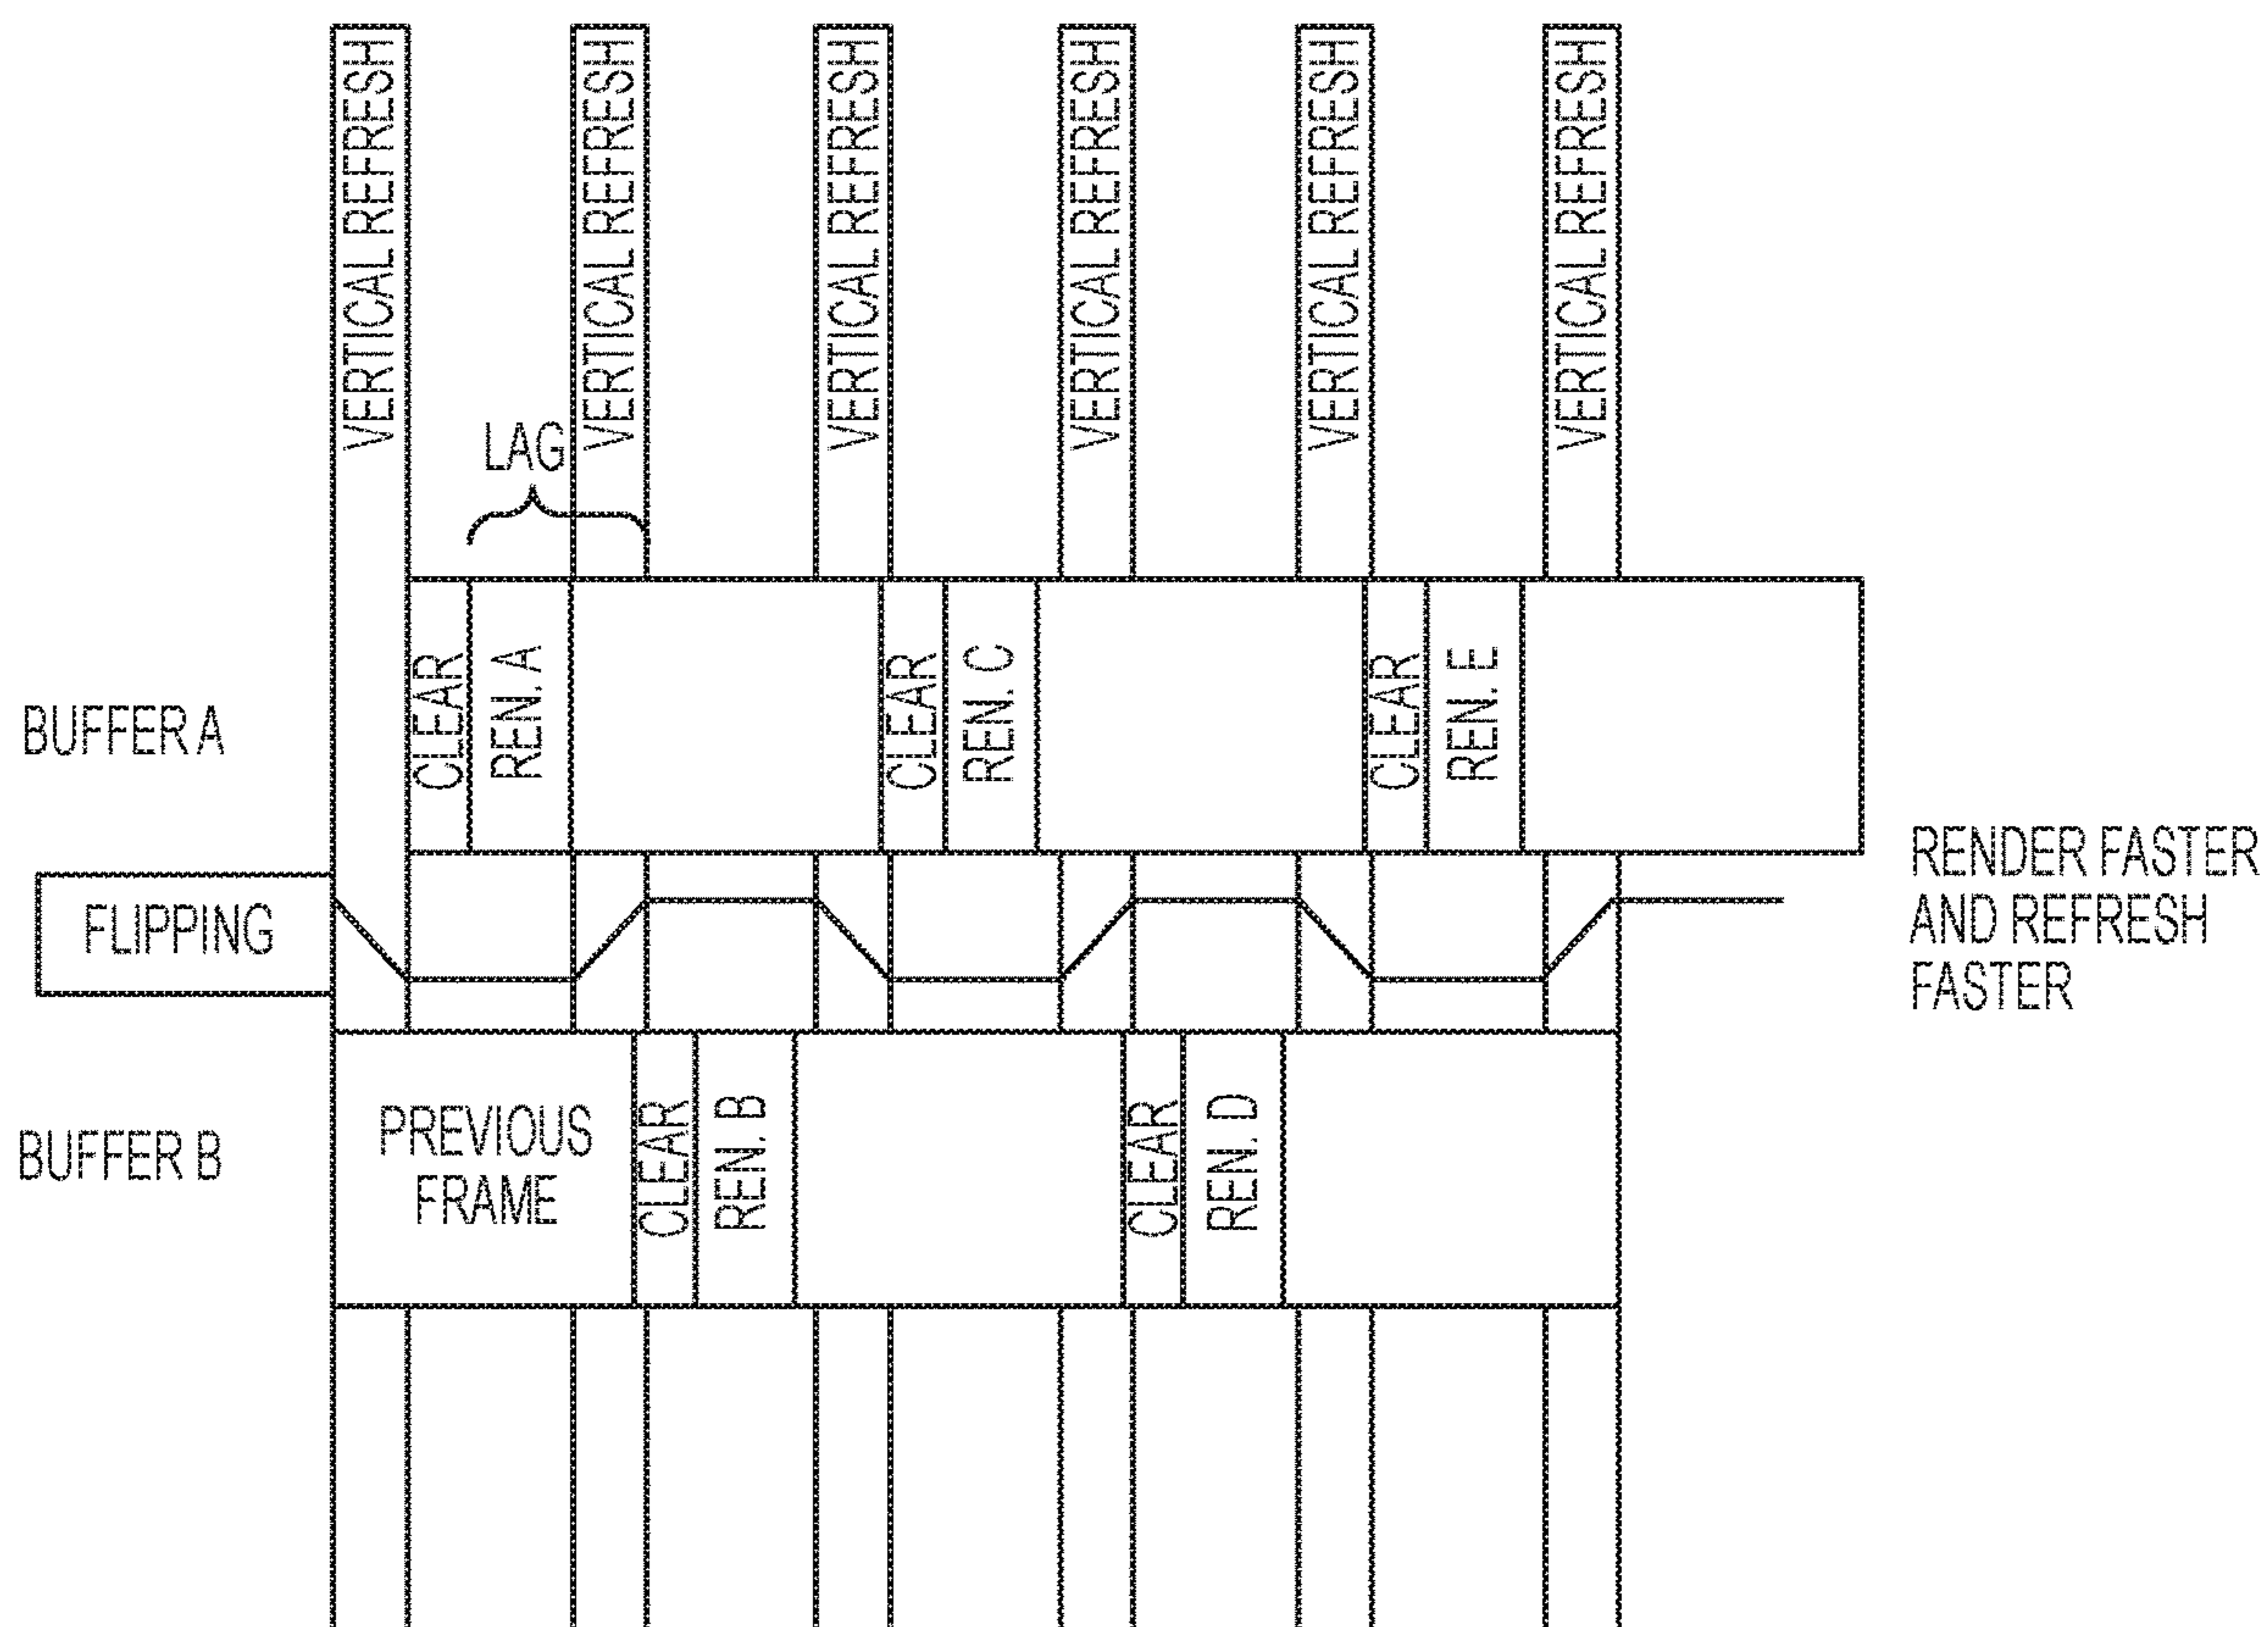 VERTICAL REFRESH
VERTICAL REFRESH
VERTICAL REFRESH
VERTICAL REFRESH
VERTICAL REFRESH
VERTICAL REFRESH
LAG
BUFFER A
CLEAR
REN. A
CLEAR
REN. C
CLEAR
REN. E
FLIPPING
RENDER FASTER
AND REFRESH
FASTER
BUFFER B
PREVIOUS
FRAME
CLEAR
REN. B
CLEAR
REN. D